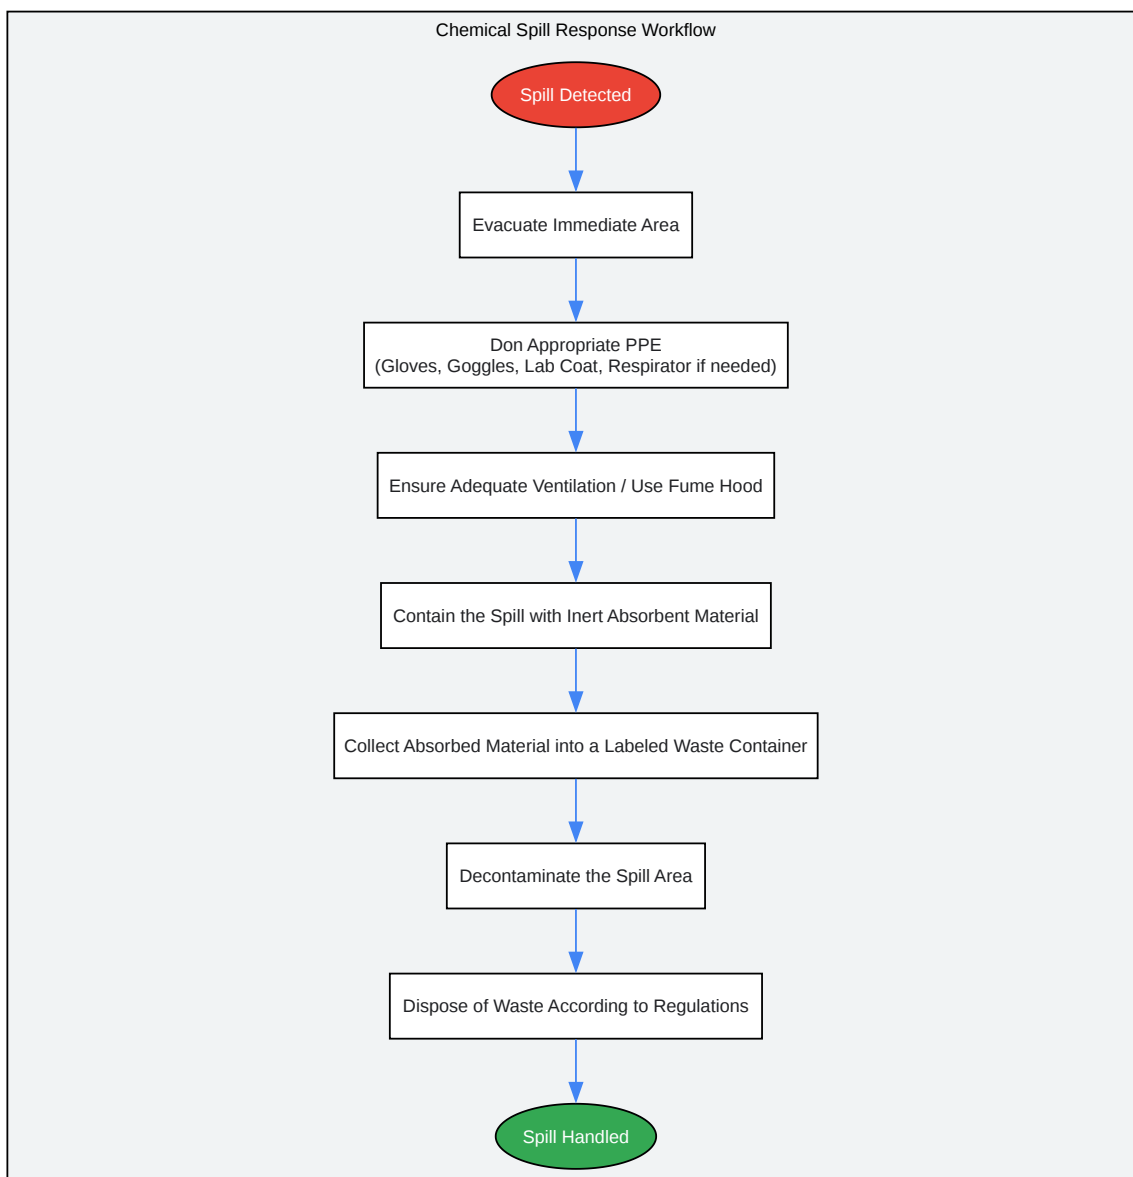 Chemical Spill Response Workflow
Spill Detected
Evacuate Immediate Area
Don Appropriate PPE
(Gloves, Goggles, Lab Coat, Respirator if needed)
Ensure Adequate Ventilation / Use Fume Hood
Contain the Spill with Inert Absorbent Material
Collect Absorbed Material into a Labeled Waste Container
Decontaminate the Spill Area
Dispose of Waste According to Regulations
Spill Handled